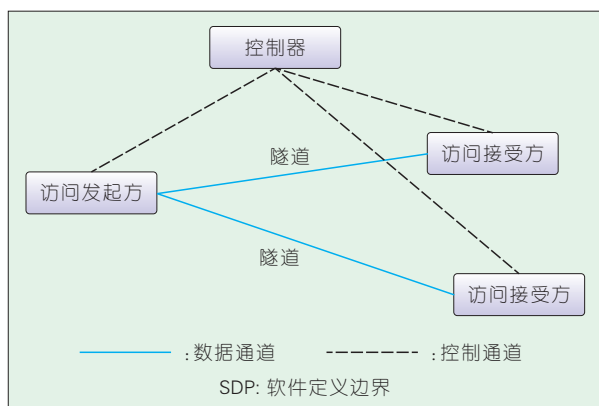 控制器
隧道
访问接受方
访问发起方
隧道
访问接受方
:数据通道
:控制通道
SDP: 软件定义边界